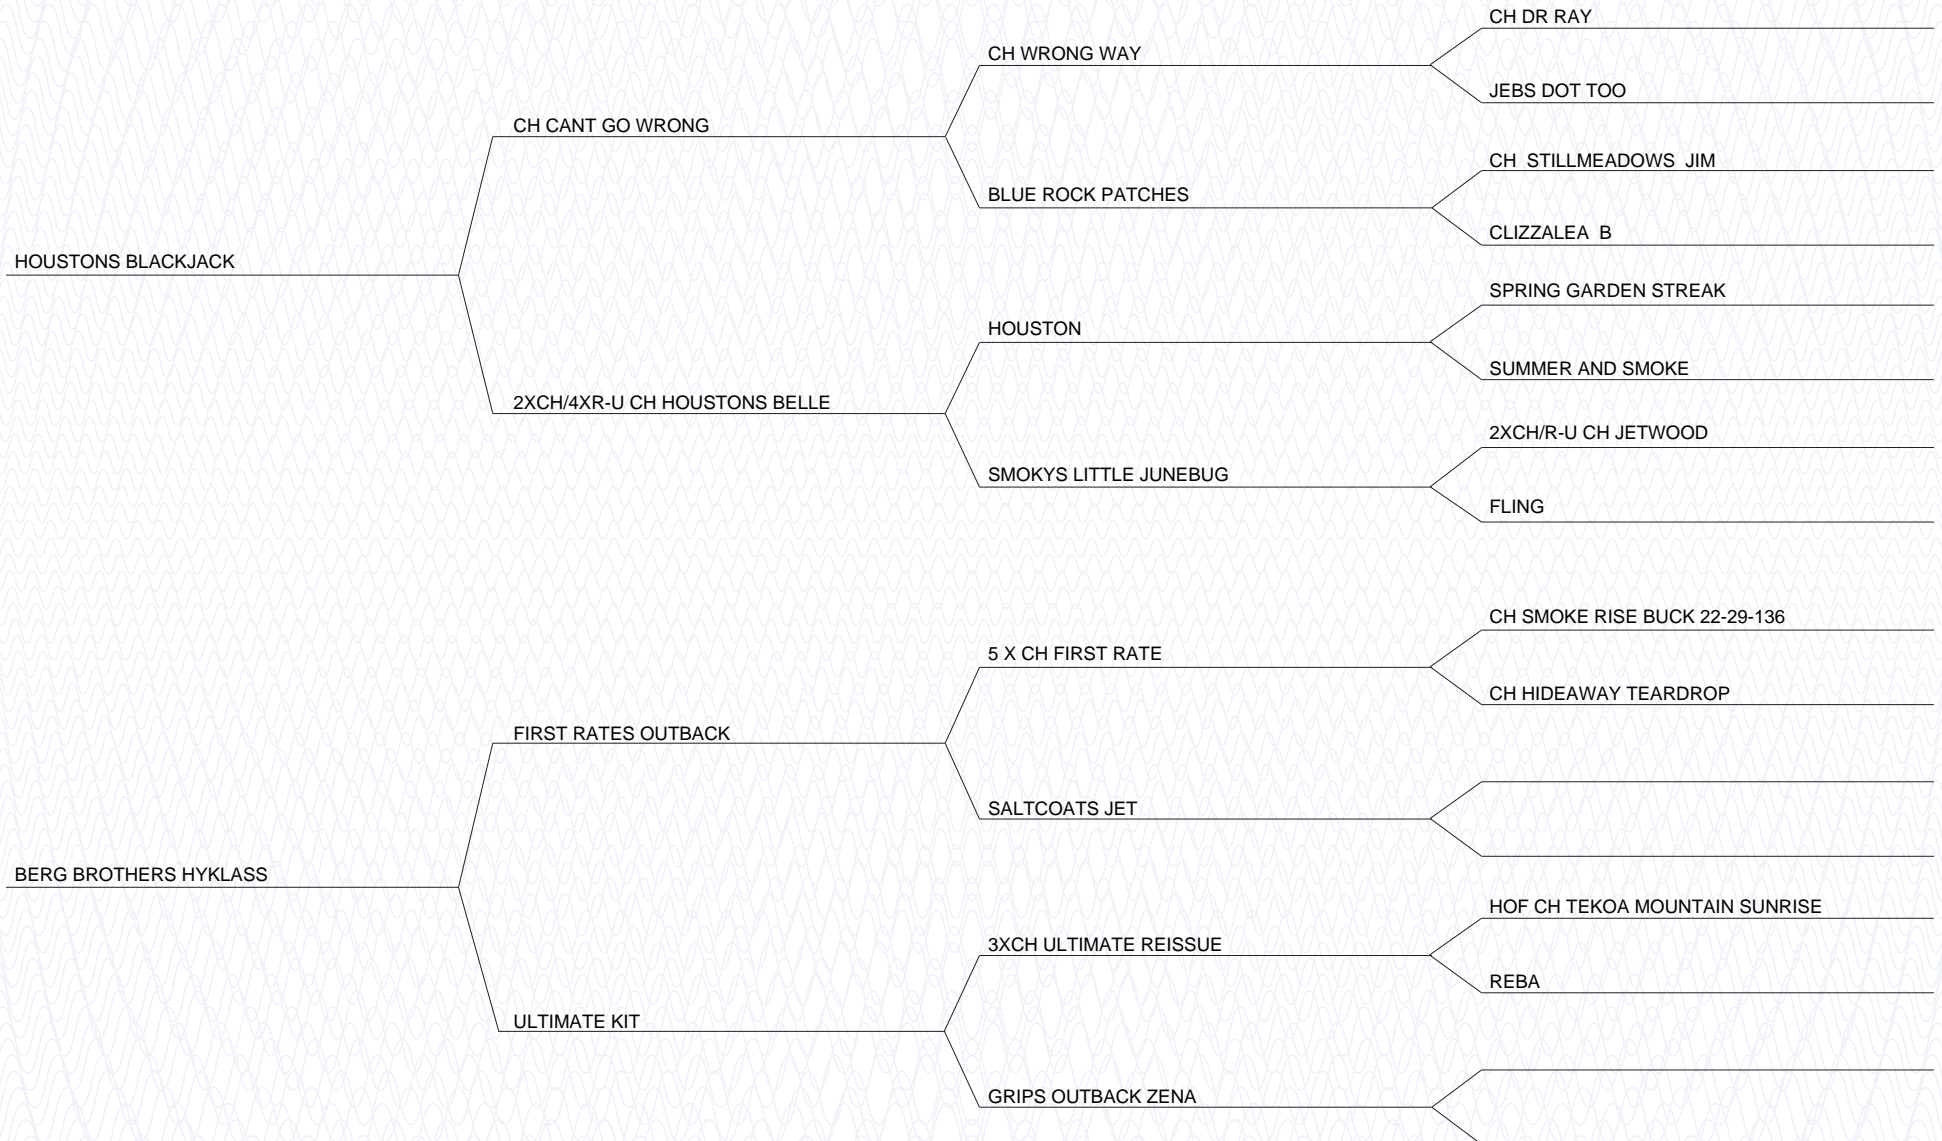 CH DR RAY
CH WRONG WAY
JEBS DOT TOO
CH CANT GO WRONG
CH  STILLMEADOWS  JIM
BLUE ROCK PATCHES
CLIZZALEA  B
HOUSTONS BLACKJACK
SPRING GARDEN STREAK
HOUSTON
SUMMER AND SMOKE
2XCH/4XR-U CH HOUSTONS BELLE
2XCH/R-U CH JETWOOD
SMOKYS LITTLE JUNEBUG
FLING
CH SMOKE RISE BUCK 22-29-136
5 X CH FIRST RATE
CH HIDEAWAY TEARDROP
FIRST RATES OUTBACK
SALTCOATS JET
BERG BROTHERS HYKLASS
HOF CH TEKOA MOUNTAIN SUNRISE
3XCH ULTIMATE REISSUE
REBA
ULTIMATE KIT
GRIPS OUTBACK ZENA